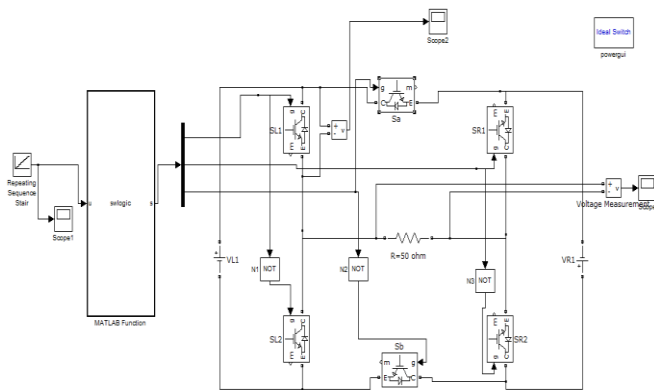 Ideal Switch
powergui
Scope2
g
m
C
E
Sa
SL1
g
C
E
m
+
-
v
SR1
E
C
g
m
Repeating
Sequence
Stair
Scope1
u
swlogic
s
MATLAB Function
+
-
v
Voltage Measurement
Scope
R=50 ohm
VL1
+
N1
NOT
N2
NOT
N3
NOT
VR1
+
SL2
g
C
E
m
Sb
m
g
E
C
SR2
m
E
g
C